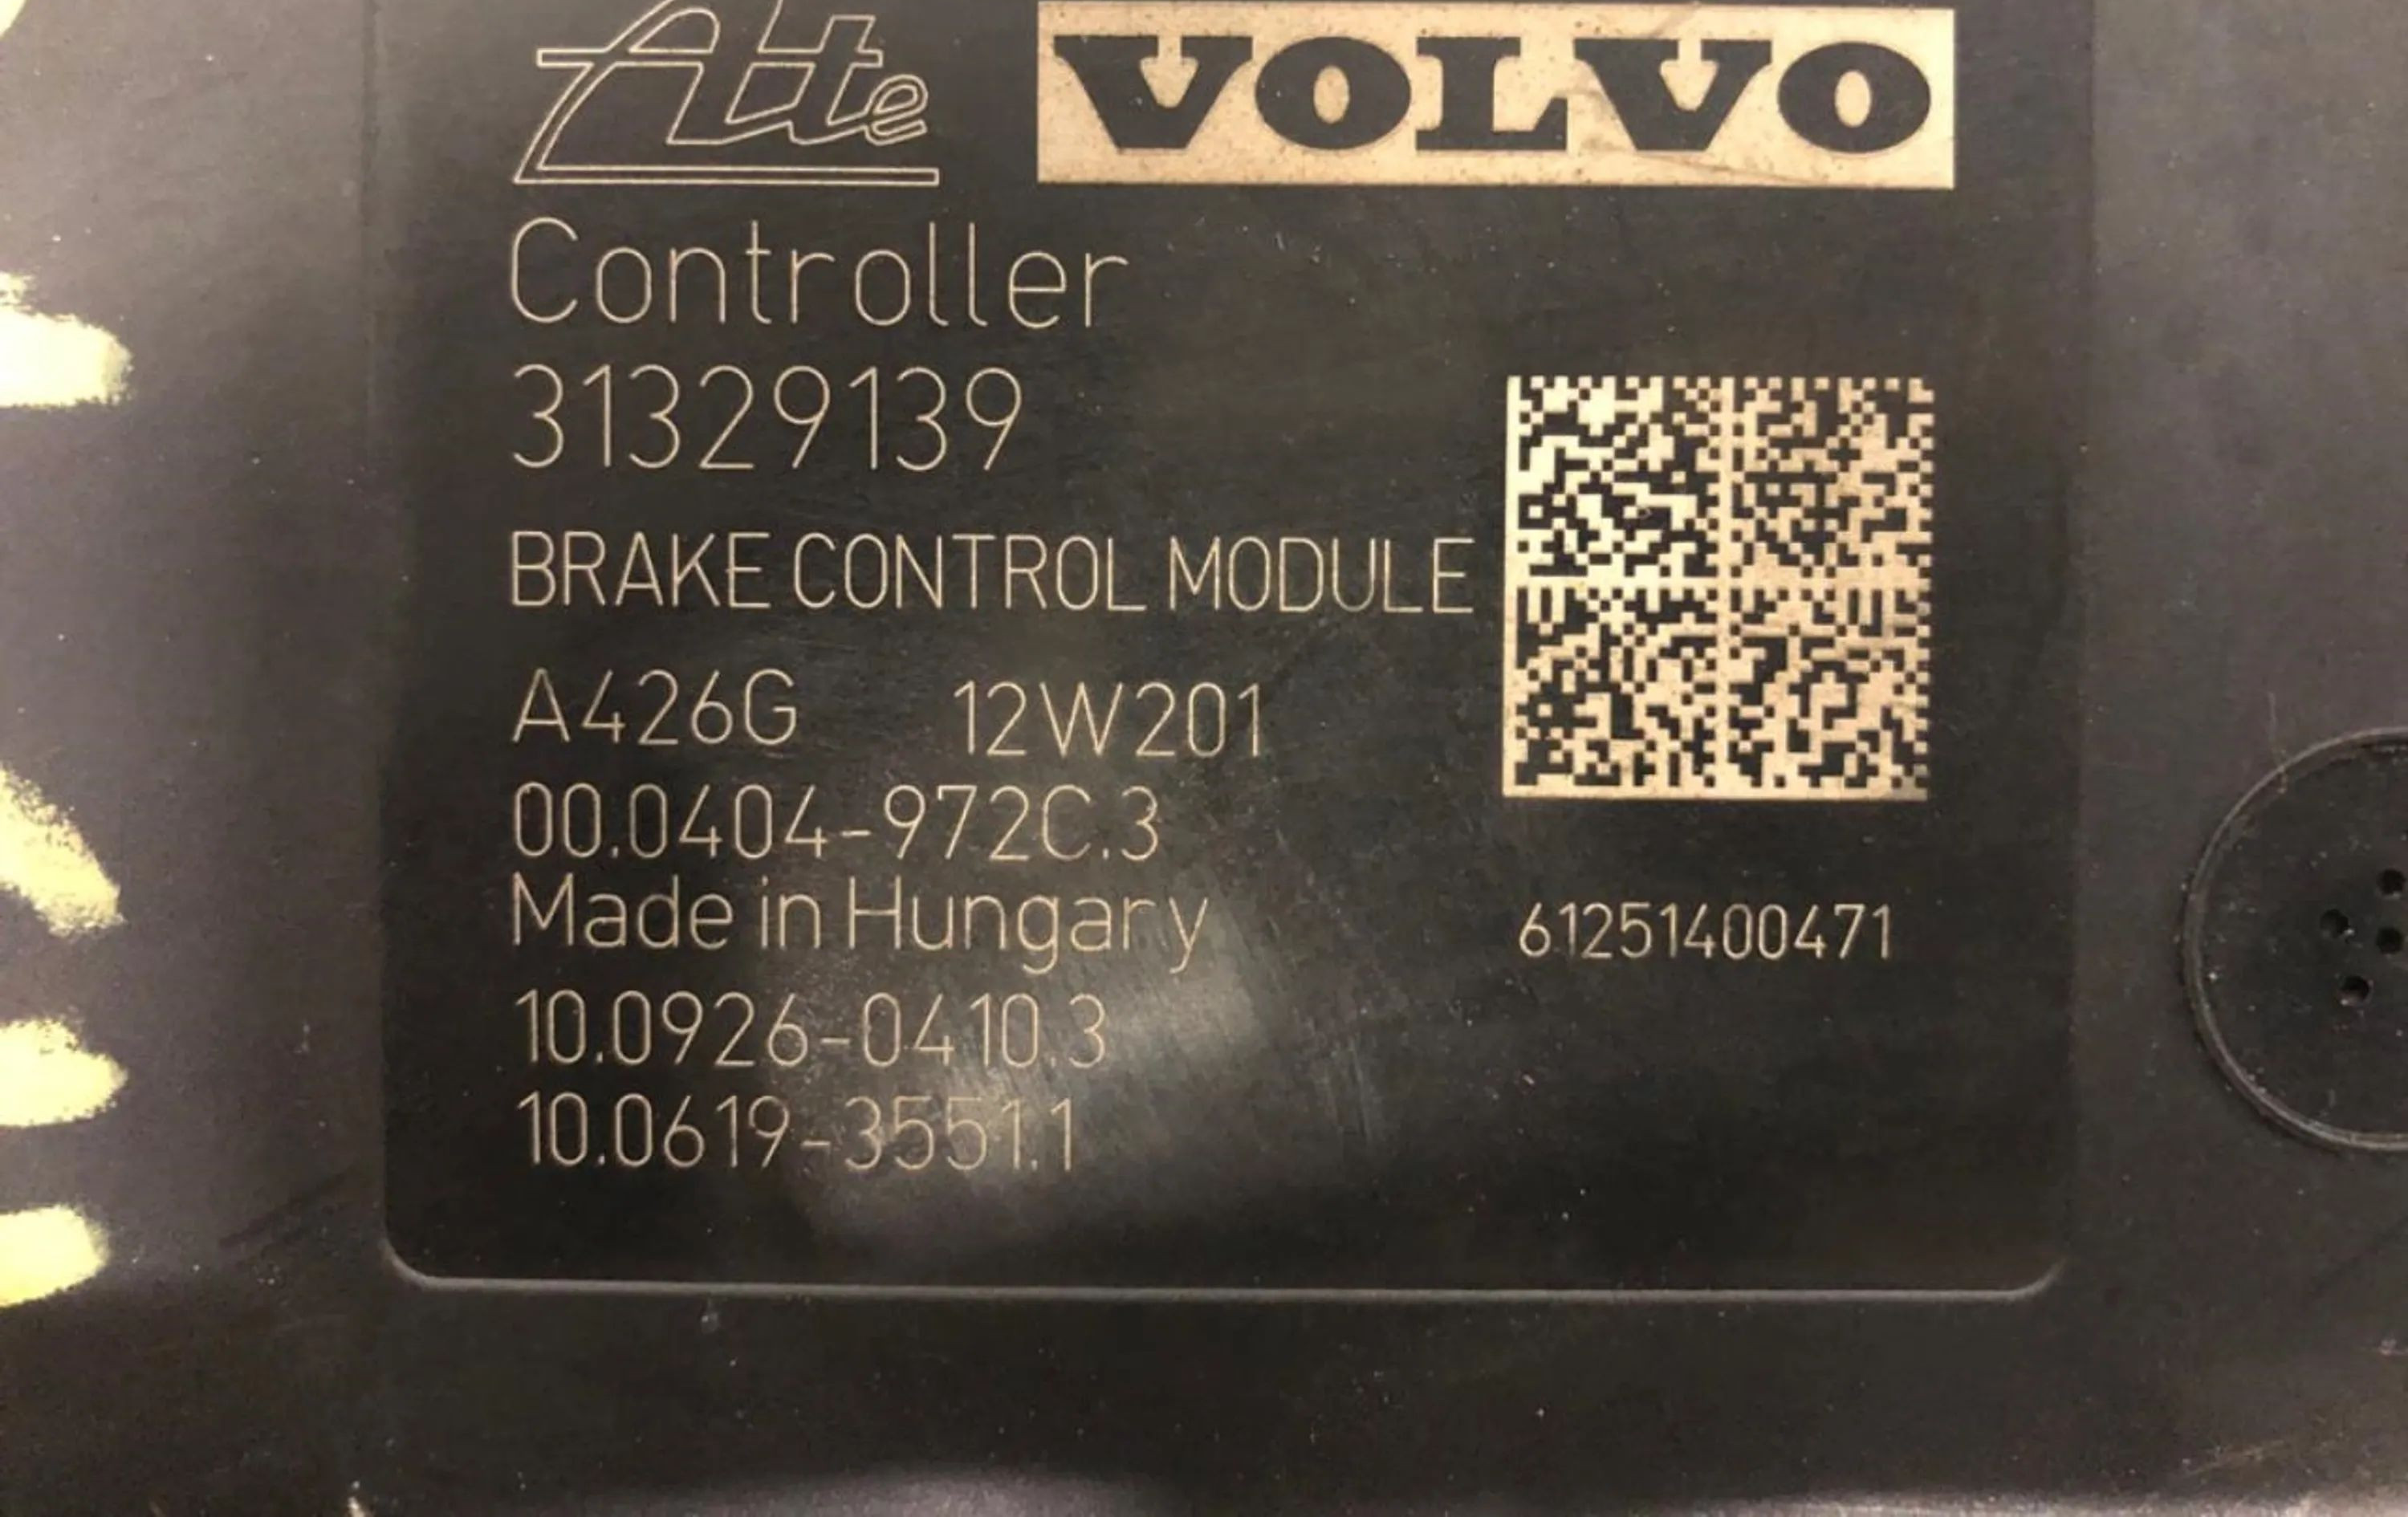 Ate VOLVO
Controller
31329139
BRAKE CONTROL MODULE
A426G 12W201
00.0404-972C.3
Made in Hungary
61251400471
10.0926-0410.3
10.0619-3551.1